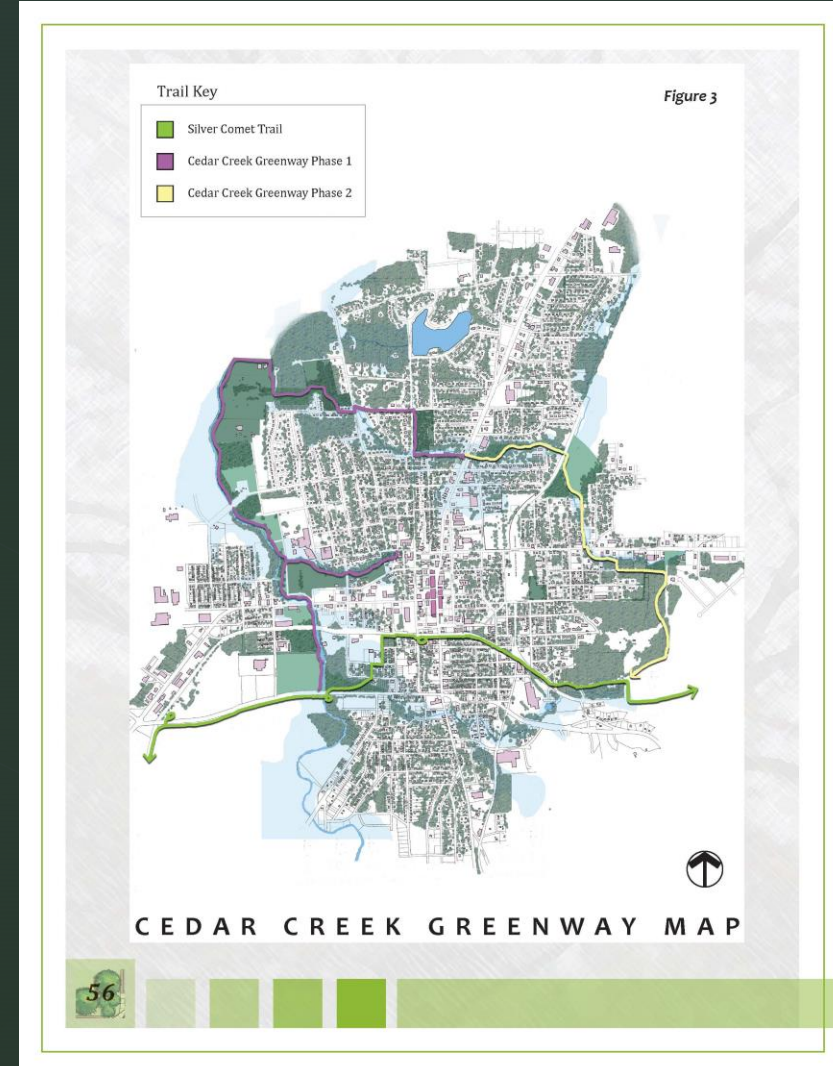 Trail Key
Figure 3
Silver Comet Trail
Cedar Creek Greenway Phase 1
Cedar Creek Greenway Phase 2
CEDAR CREEK GREENWAY MAP
56